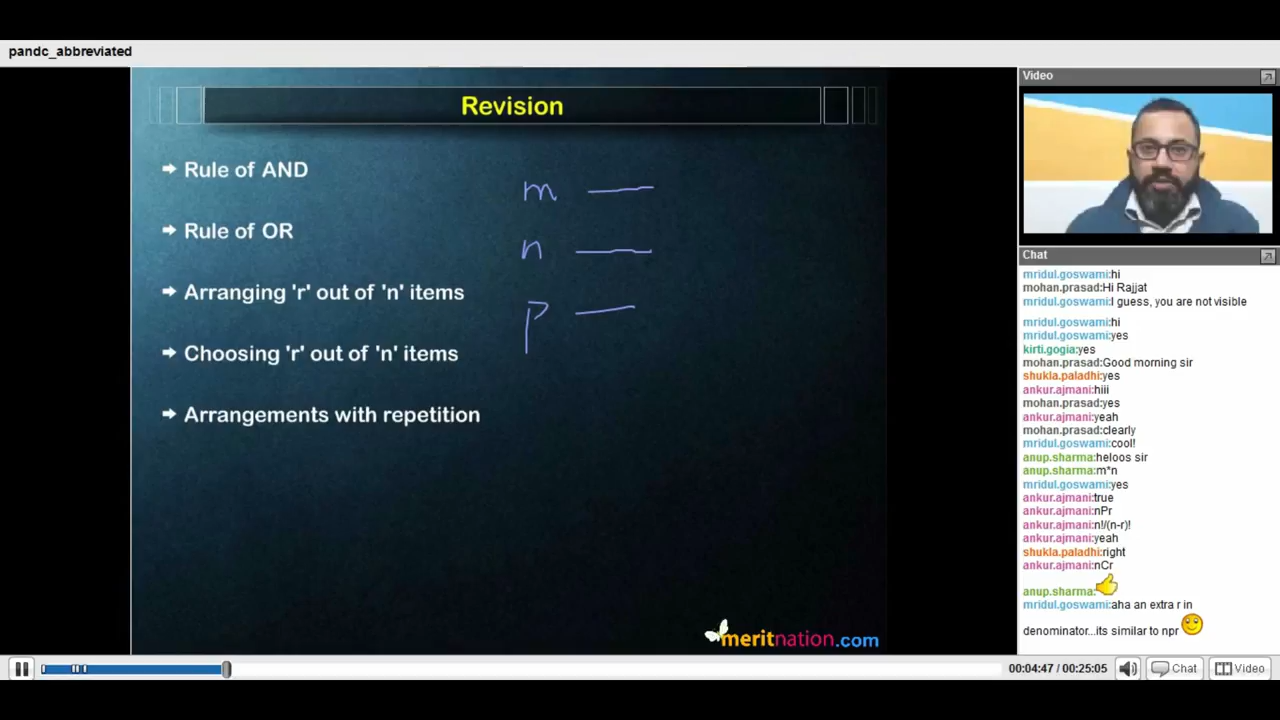 pandc_abbreviated
Revision
Rule of AND
Rule of OR
Arranging 'r' out of 'n' items
Choosing 'r' out of 'n' items
Arrangements with repetition
m
n
p
meritnation.com
Video
Chat
mridul.goswami:hi
mohan.prasad:Hi Rajjat
mridul.goswami:I guess, you are not visible
mridul.goswami:hi
mridul.goswami:yes
kirti.gogia:yes
mohan.prasad:Good morning sir
shukla.paladhi:yes
ankur.ajmani:hiii
mohan.prasad:yes
ankur.ajmani:yeah
mohan.prasad:clearly
mridul.goswami:cool!
anup.sharma:heloos sir
anup.sharma:m*n
mridul.goswami:yes
ankur.ajmani:true
ankur.ajmani:nPr
ankur.ajmani:n!/(n-r)!
ankur.ajmani:yeah
shukla.paladhi:right
ankur.ajmani:nCr
anup.sharma:
mridul.goswami:aha an extra r in
denominator...its similar to npr
00:04:47 / 00:25:05
Chat
Video